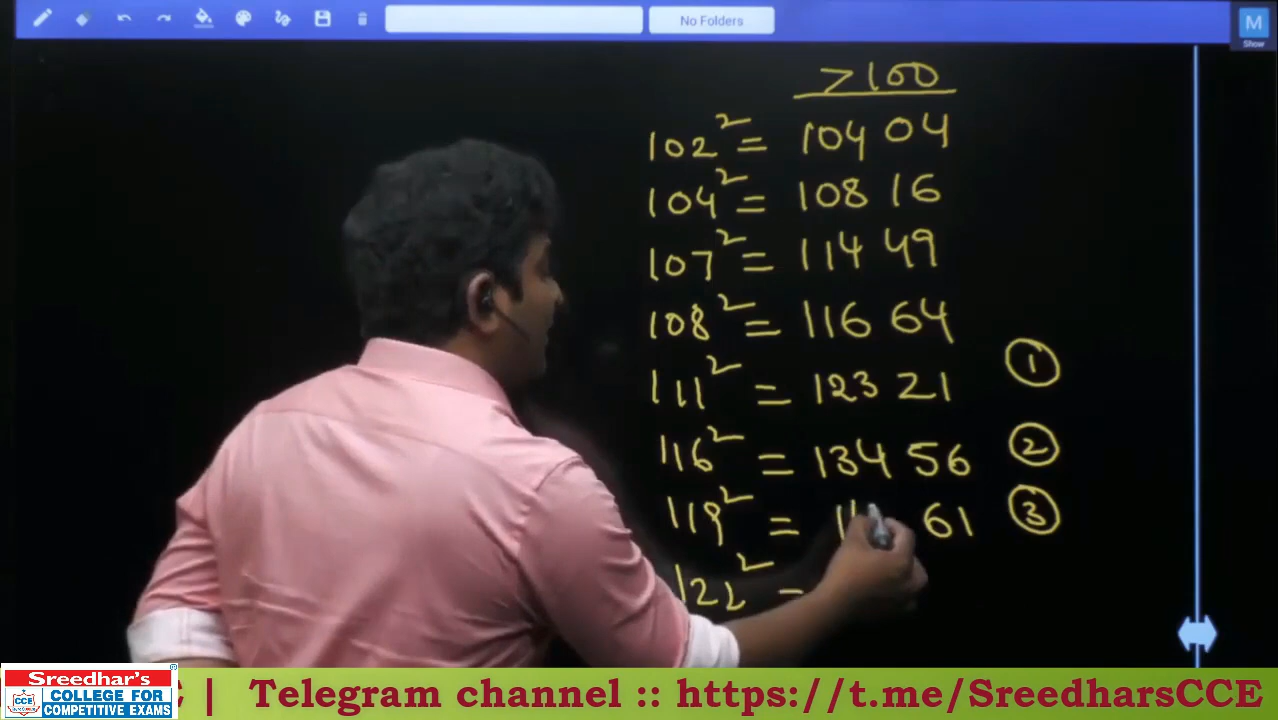 No Folders
M
Show
>100
102² = 104 04
104² = 108 16
107² = 114 49
108² = 116 64
111² = 123 21 ①
116² = 134 56 ②
119² = 1 61 ③
122² =
Sreedhar's
CCE
COLLEGE FOR
COMPETITIVE EXAMS
| Telegram channel :: https://t.me/SreedharsCCE